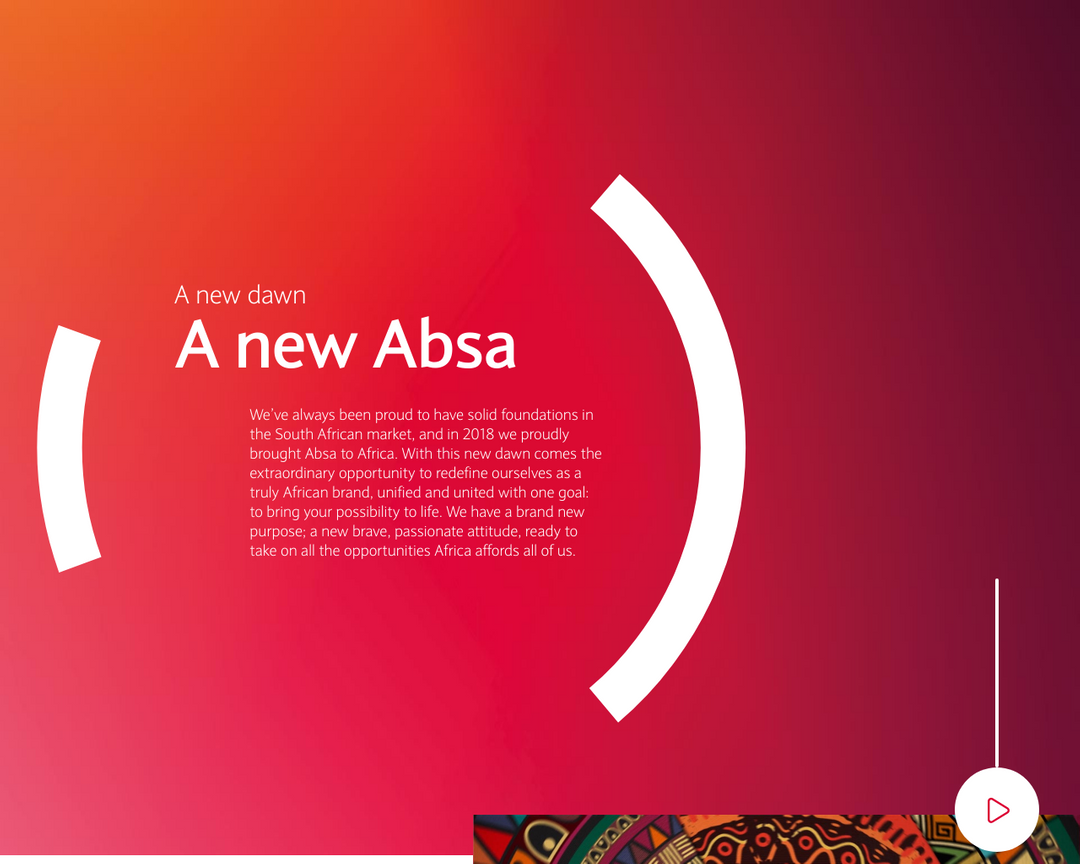 A new dawn
A new Absa
We’ve always been proud to have solid foundations in
the South African market, and in 2018 we proudly
brought Absa to Africa. With this new dawn comes the
extraordinary opportunity to redefine ourselves as a
truly African brand, unified and united with one goal:
to bring your possibility to life. We have a brand new
purpose; a new brave, passionate attitude, ready to
take on all the opportunities Africa affords all of us.